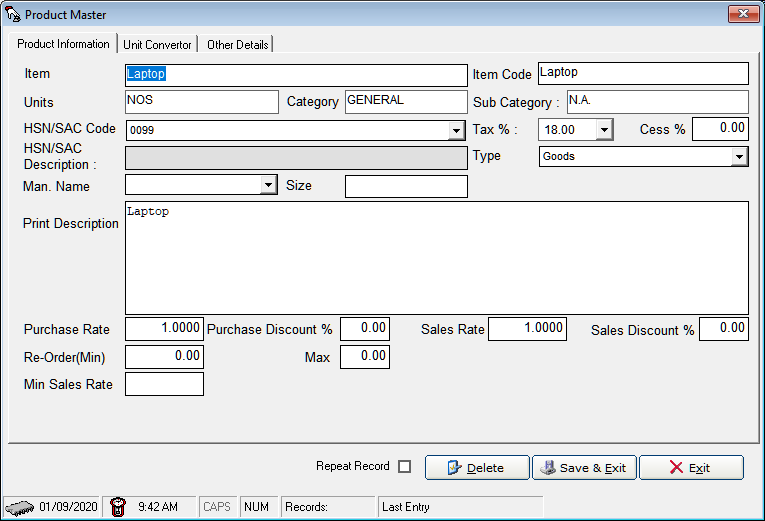 Product Master
Product Information Unit Convertor Other Details
Item Laptop Item Code Laptop
Units NOS Category GENERAL Sub Category : N.A.
HSN/SAC Code 0099 Tax % : 18.00 Cess % 0.00
HSN/SAC
Description :
Type Goods
Man. Name Size
Print Description Laptop
Purchase Rate 1.0000 Purchase Discount % 0.00 Sales Rate 1.0000 Sales Discount % 0.00
Re-Order(Min) 0.00 Max 0.00
Min Sales Rate
Repeat Record Delete Save & Exit Exit
01/09/2020 9:42 AM CAPS NUM Records: Last Entry